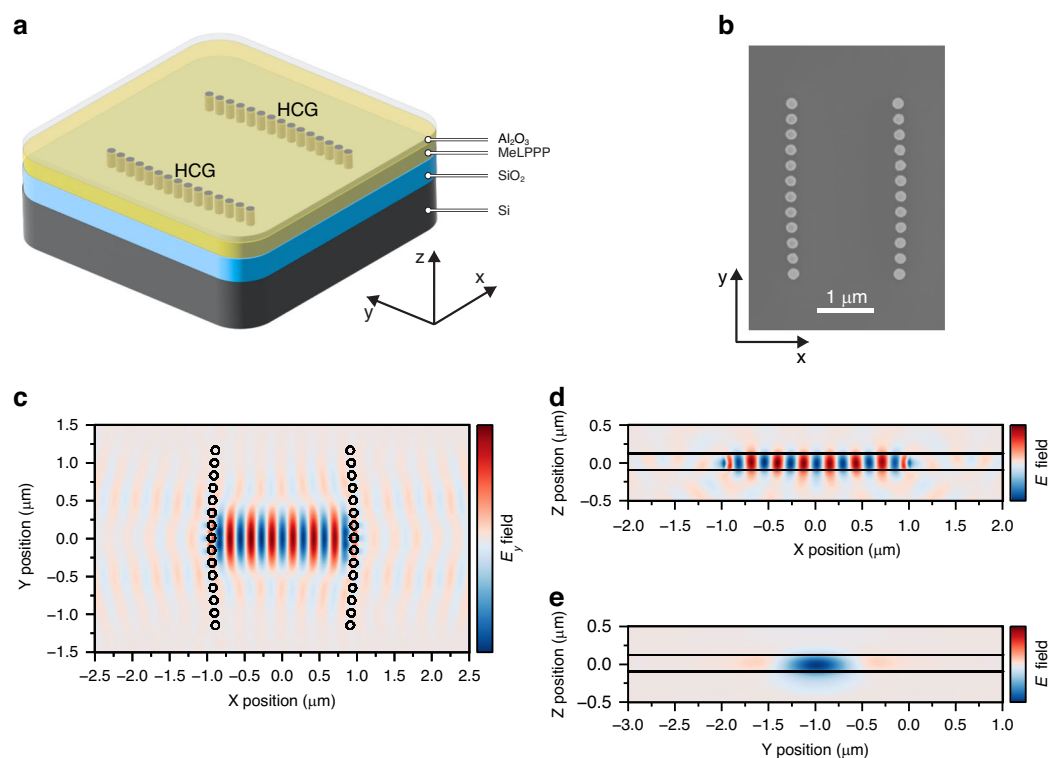 a
HCG
HCG
Al₂O₃
MeLPPP
SiO₂
Si
z
x
y
b
y
1 μm
x
c
1.5
1.0
0.5
0.0
−0.5
−1.0
−1.5
Y position (μm)
−2.5 −2.0 −1.5 −1.0 −0.5 0.0 0.5 1.0 1.5 2.0 2.5
X position (μm)
E_y field
d
0.5
0.0
−0.5
Z position (μm)
−2.0 −1.5 −1.0 −0.5 0.0 0.5 1.0 1.5 2.0
X position (μm)
E field
e
0.5
0.0
−0.5
Z position (μm)
−3.0 −2.5 −2.0 −1.5 −1.0 −0.5 0.0 0.5 1.0
Y position (μm)
E field